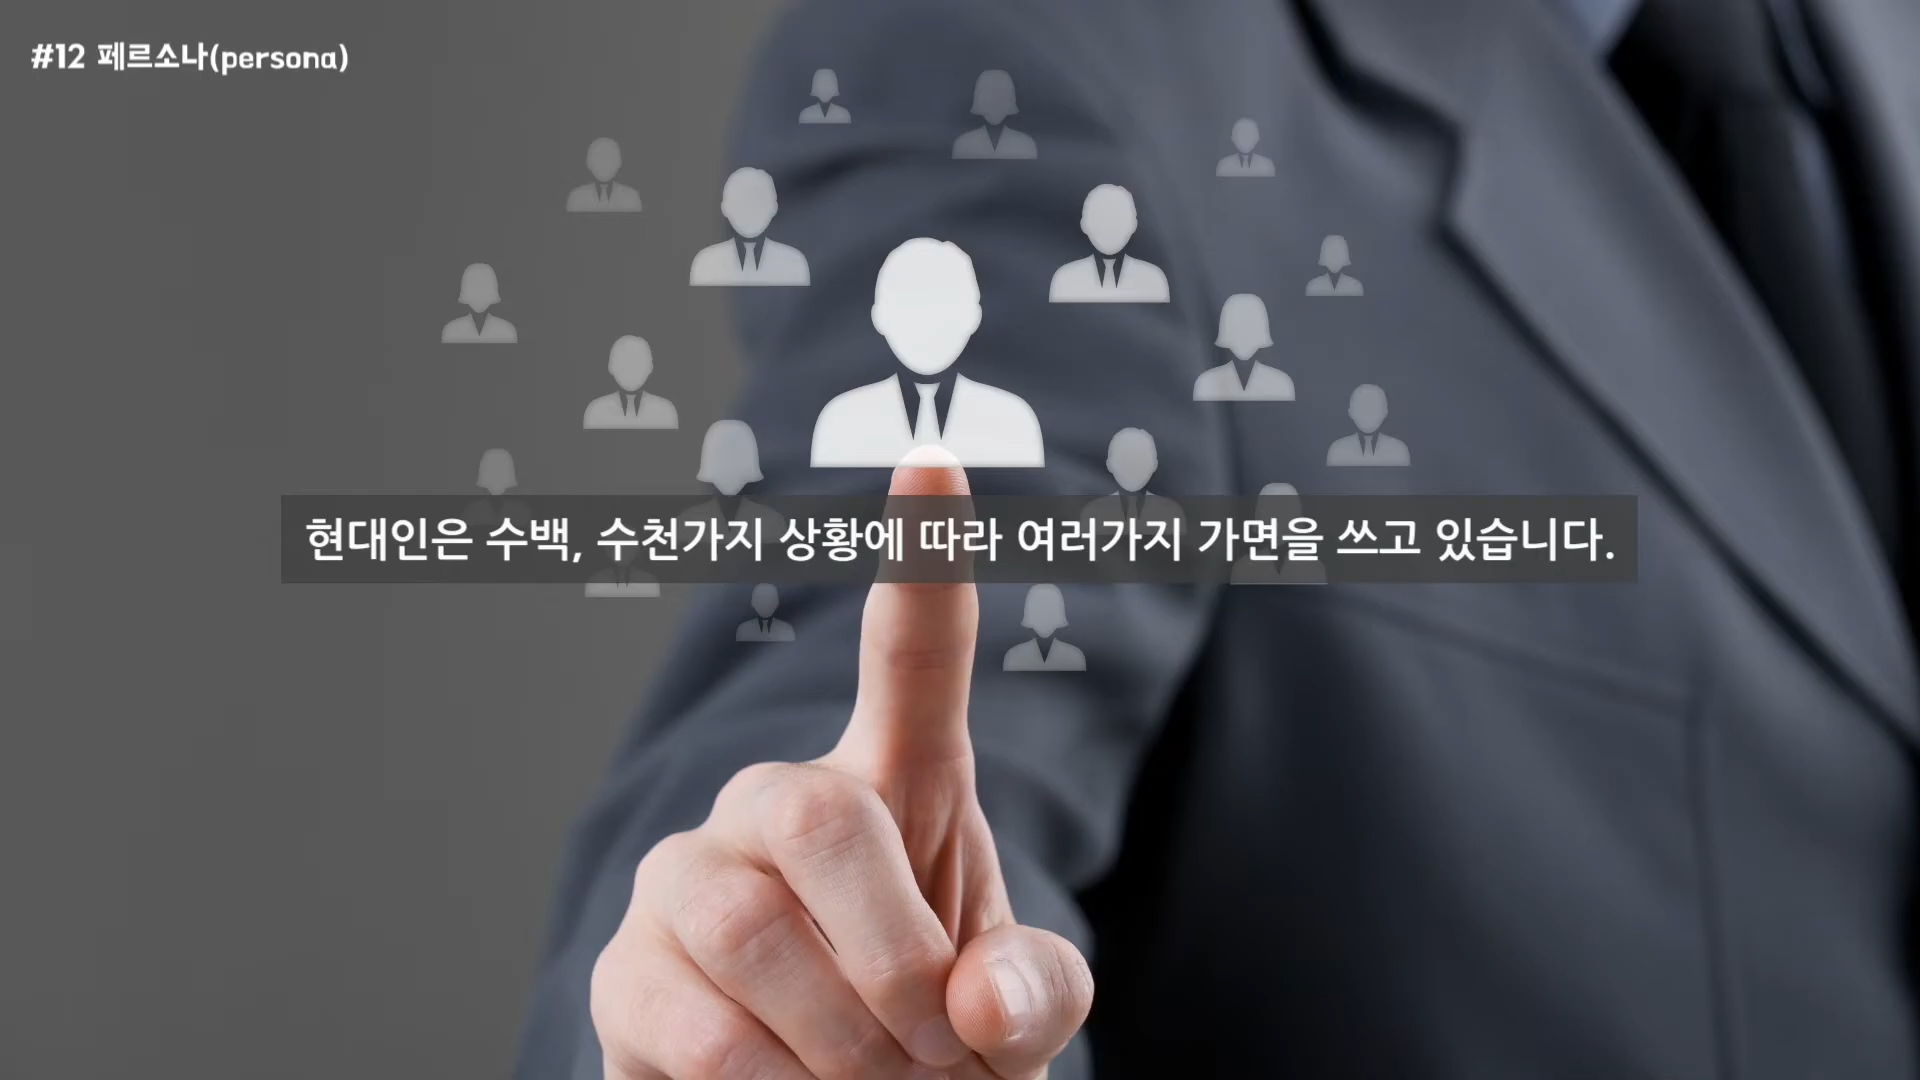 #12 페르소나(persona)
현대인은 수백, 수천가지 상황에 따라 여러가지 가면을 쓰고 있습니다.